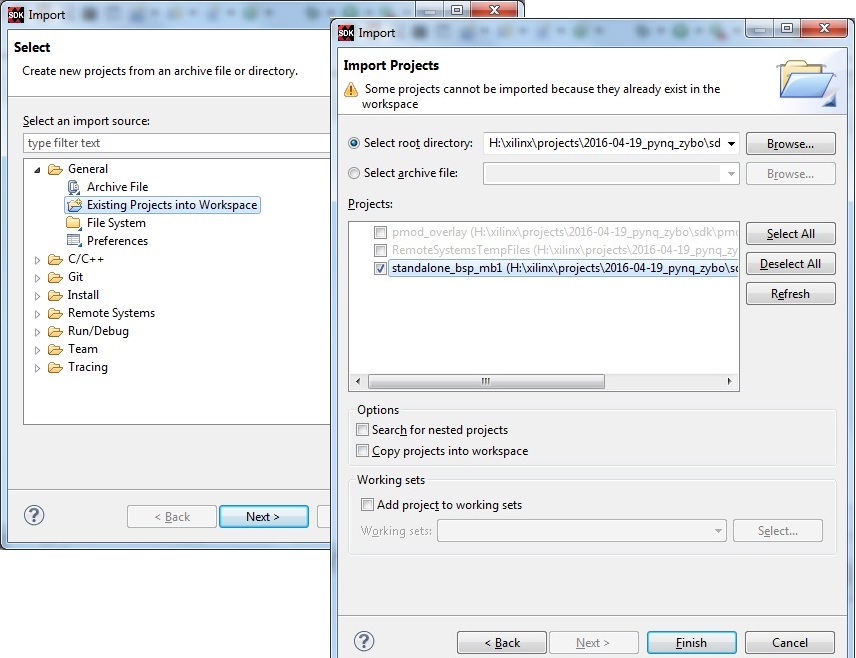 SDK Import
Select
Create new projects from an archive file or directory.
Select an import source:
type filter text
General
Archive File
Existing Projects into Workspace
File System
Preferences
C/C++
Git
Install
Remote Systems
Run/Debug
Team
Tracing
< Back
Next >
SDK Import
Import Projects
Some projects cannot be imported because they already exist in the
workspace
Select root directory:
H:\xilinx\projects\2016-04-19_pynq_zybo\sd
Browse...
Select archive file:
Browse...
Projects:
pmod_overlay (H:\xilinx\projects\2016-04-19_pynq_zybo\sdk\pmo
RemoteSystemsTempFiles (H:\xilinx\projects\2016-04-19_pynq_zy
standalone_bsp_mb1 (H:\xilinx\projects\2016-04-19_pynq_zybo\sd
Select All
Deselect All
Refresh
Options
Search for nested projects
Copy projects into workspace
Working sets
Add project to working sets
Working sets:
Select...
< Back
Next >
Finish
Cancel